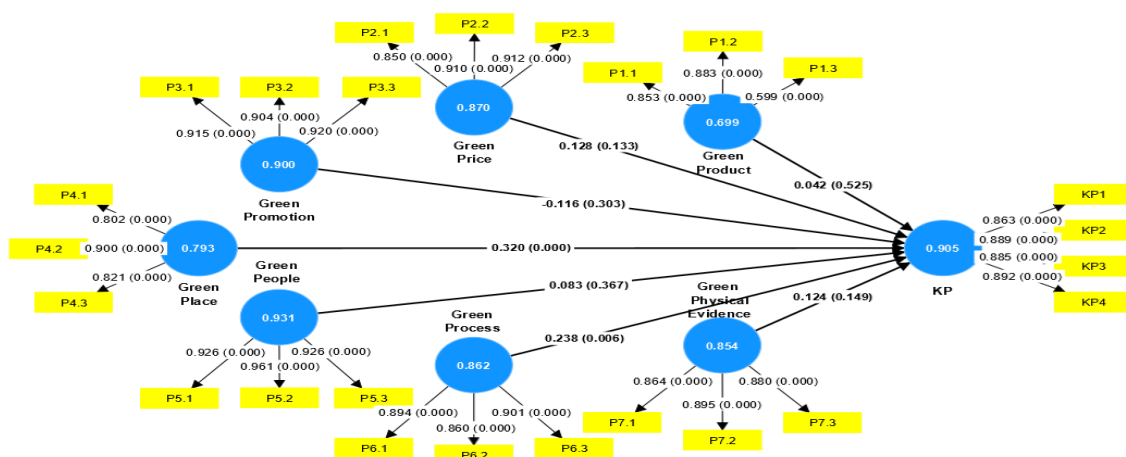 P2.1
P2.2
P2.3
0.850 (0.000)
0.910 (0.000)
0.912 (0.000)
0.870
Green
Price
P1.1
P1.2
P1.3
0.853 (0.000)
0.883 (0.000)
0.599 (0.000)
0.699
Green
Product
P3.1
P3.2
P3.3
0.915 (0.000)
0.904 (0.000)
0.920 (0.000)
0.900
Green
Promotion
0.128 (0.133)
0.042 (0.525)
-0.116 (0.303)
P4.1
P4.2
P4.3
0.802 (0.000)
0.900 (0.000)
0.821 (0.000)
0.793
Green
Place
0.320 (0.000)
0.905
KP
KP1
KP2
KP3
KP4
0.863 (0.000)
0.889 (0.000)
0.885 (0.000)
0.892 (0.000)
Green
People
0.931
0.083 (0.367)
0.926 (0.000)
0.961 (0.000)
0.926 (0.000)
P5.1
P5.2
P5.3
Green
Process
0.862
0.238 (0.006)
0.894 (0.000)
0.860 (0.000)
0.901 (0.000)
P6.1
P6.2
P6.3
Green
Physical
Evidence
0.854
0.124 (0.149)
0.864 (0.000)
0.895 (0.000)
0.880 (0.000)
P7.1
P7.2
P7.3